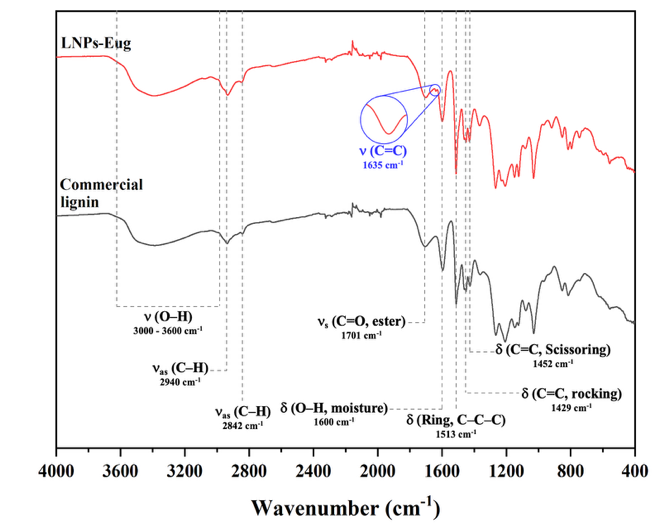 LNPs-Eug
ν (C=C)
1635 cm-1
Commercial
lignin
ν (O–H)
3000 - 3600 cm-1
νs (C=O, ester)
1701 cm-1
δ (C=C, Scissoring)
1452 cm-1
νas (C–H)
2940 cm-1
δ (C=C, rocking)
1429 cm-1
νas (C–H)
2842 cm-1
δ (O–H, moisture)
1600 cm-1
δ (Ring, C–C–C)
1513 cm-1
4000 3600 3200 2800 2400 2000 1600 1200 800 400
Wavenumber (cm-1)